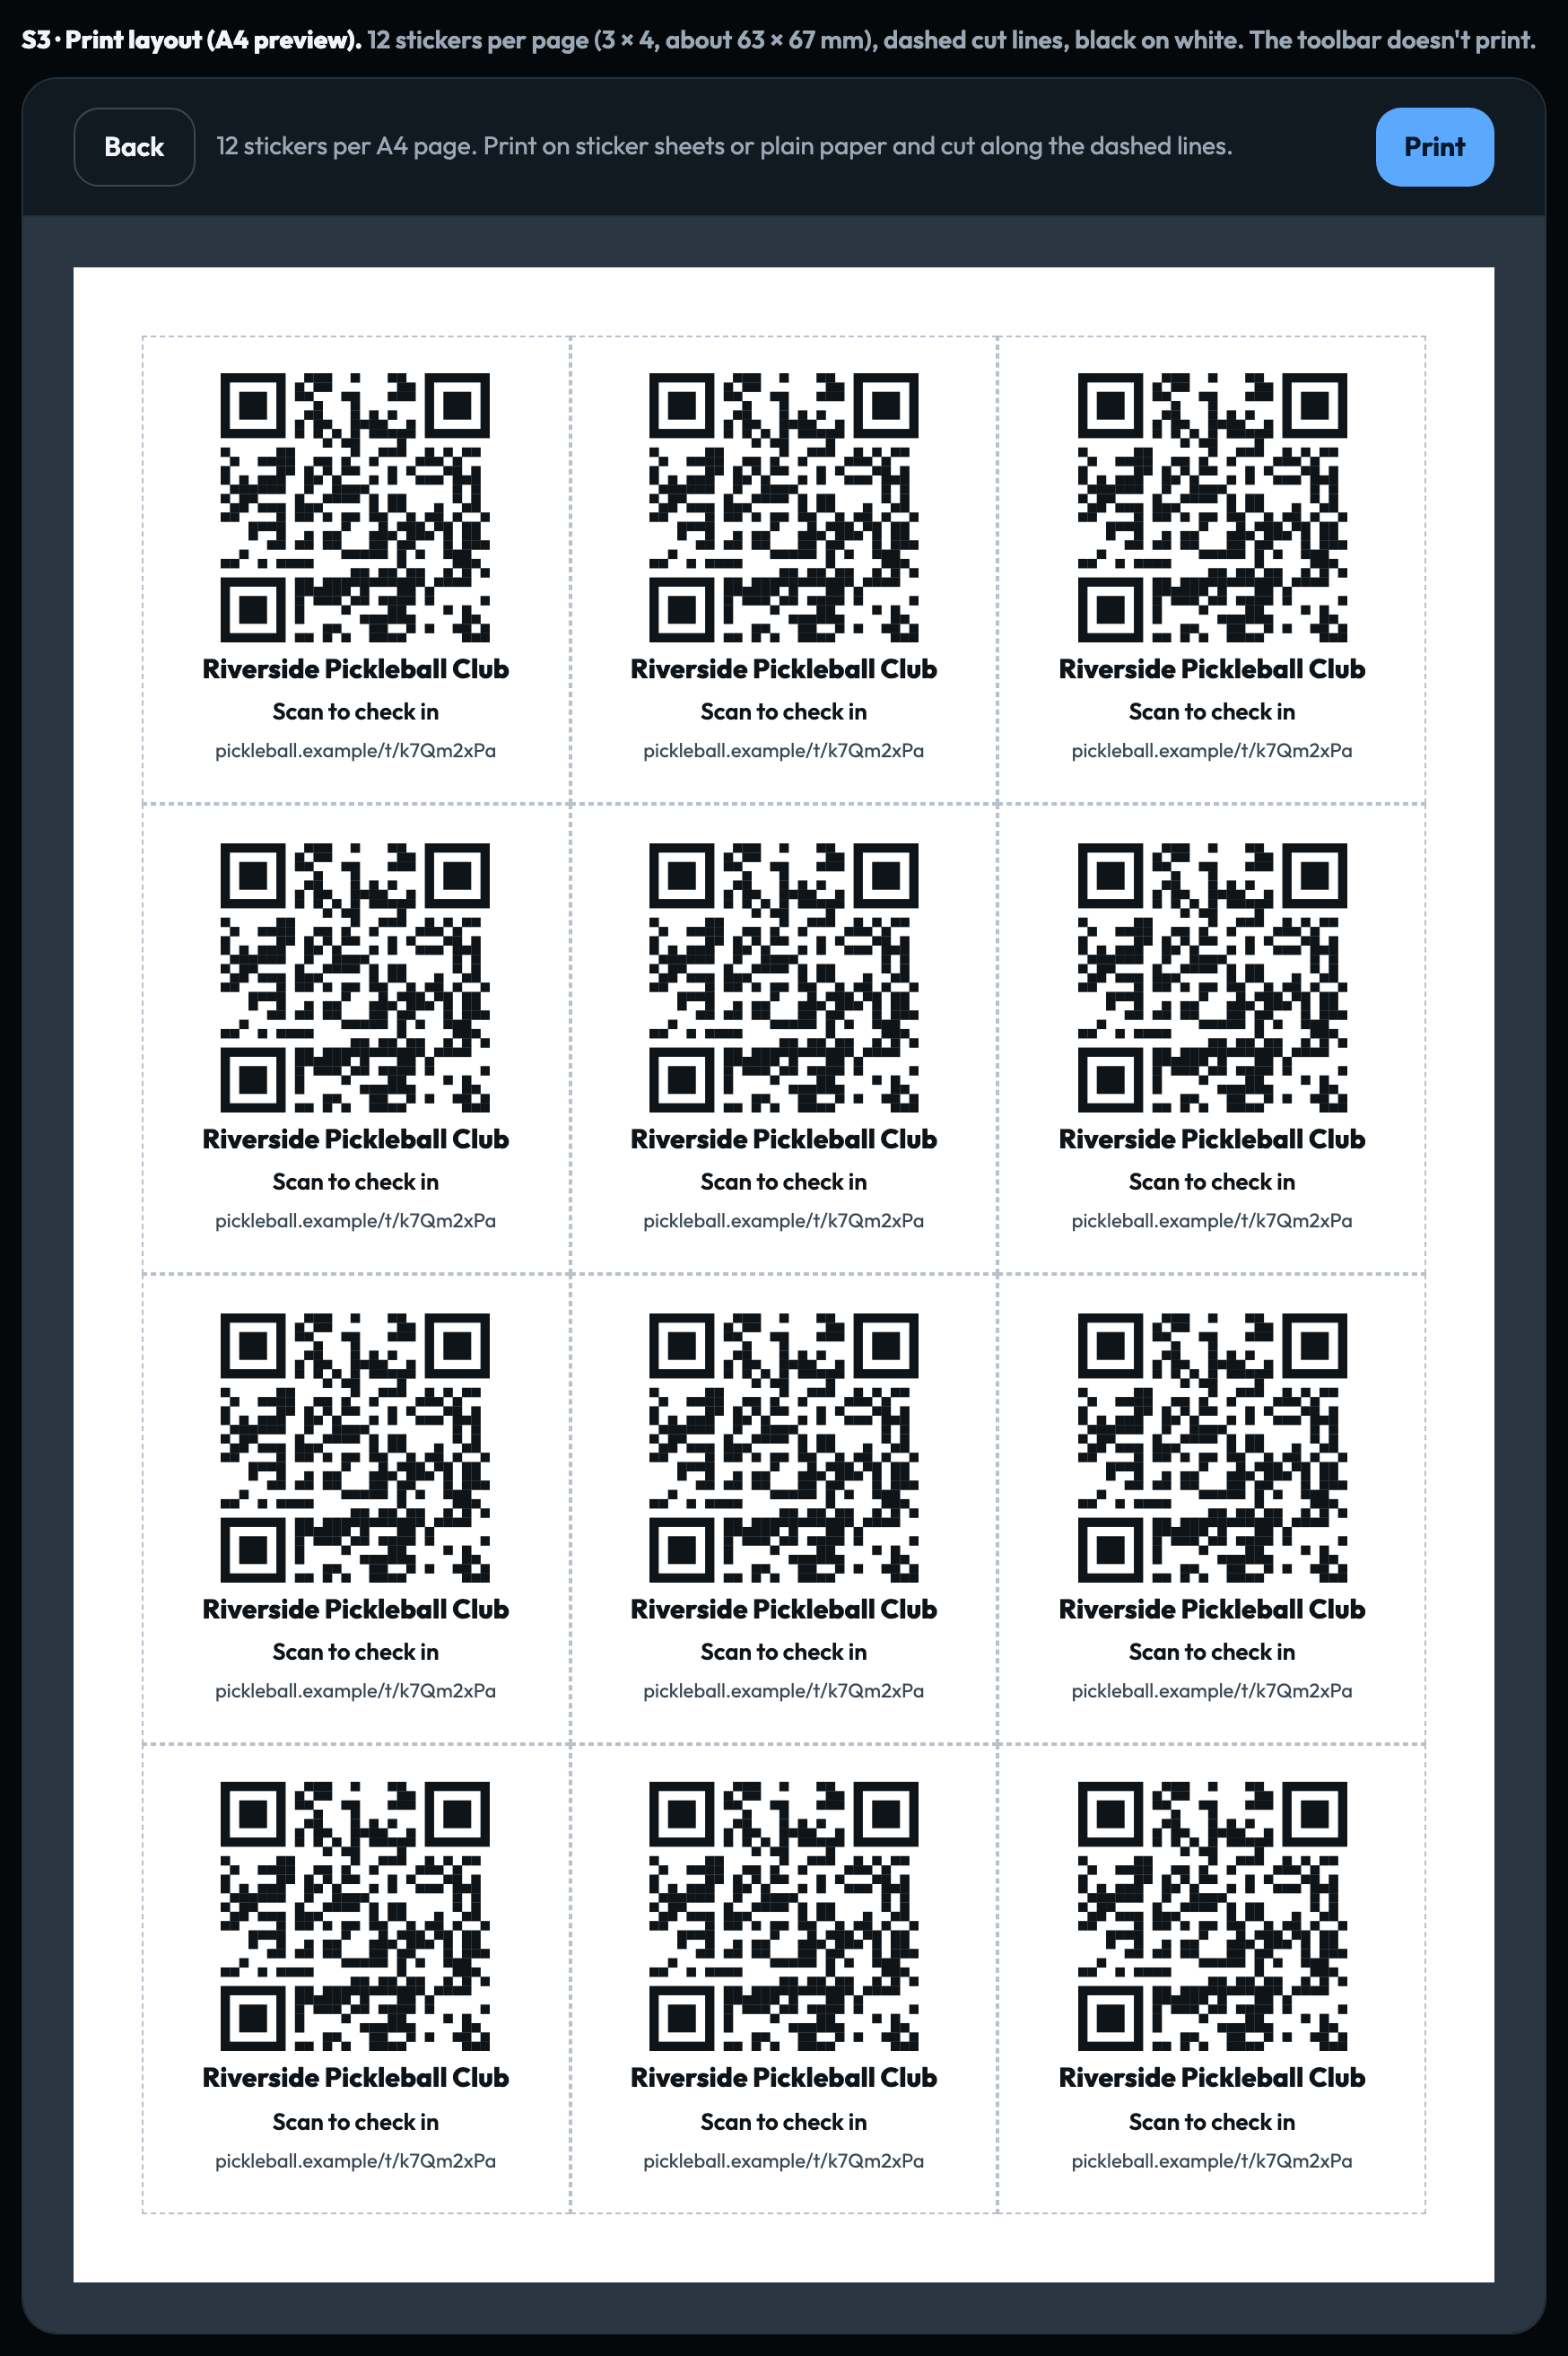 S3 · Print layout (A4 preview). 12 stickers per page (3 × 4, about 63 × 67 mm), dashed cut lines, black on white. The toolbar doesn't print.
Back 12 stickers per A4 page. Print on sticker sheets or plain paper and cut along the dashed lines. Print
Riverside Pickleball Club Riverside Pickleball Club Riverside Pickleball Club
Scan to check in Scan to check in Scan to check in
pickleball.example/t/k7Qm2xPa pickleball.example/t/k7Qm2xPa pickleball.example/t/k7Qm2xPa
Riverside Pickleball Club Riverside Pickleball Club Riverside Pickleball Club
Scan to check in Scan to check in Scan to check in
pickleball.example/t/k7Qm2xPa pickleball.example/t/k7Qm2xPa pickleball.example/t/k7Qm2xPa
Riverside Pickleball Club Riverside Pickleball Club Riverside Pickleball Club
Scan to check in Scan to check in Scan to check in
pickleball.example/t/k7Qm2xPa pickleball.example/t/k7Qm2xPa pickleball.example/t/k7Qm2xPa
Riverside Pickleball Club Riverside Pickleball Club Riverside Pickleball Club
Scan to check in Scan to check in Scan to check in
pickleball.example/t/k7Qm2xPa pickleball.example/t/k7Qm2xPa pickleball.example/t/k7Qm2xPa